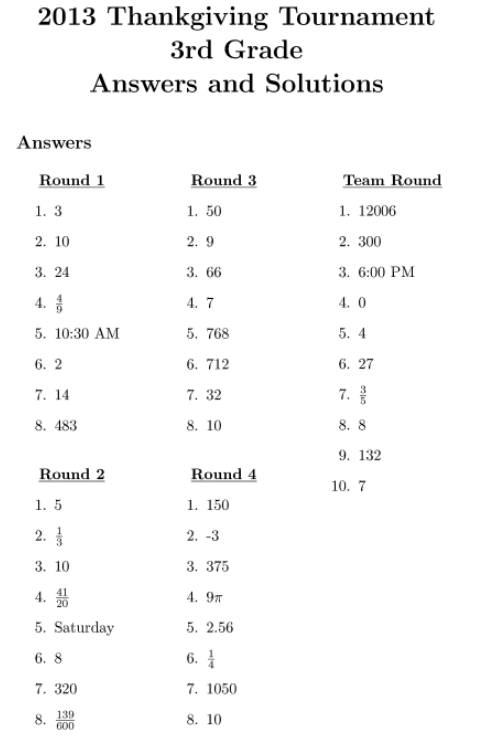 2013 Thankgiving Tournament
3rd Grade
Answers and Solutions
Answers
Round 1
1. 3
2. 10
3. 24
4. 4/9
5. 10:30 AM
6. 2
7. 14
8. 483
Round 2
1. 5
2. 1/3
3. 10
4. 41/20
5. Saturday
6. 8
7. 320
8. 139/600
Round 3
1. 50
2. 9
3. 66
4. 7
5. 768
6. 712
7. 32
8. 10
Round 4
1. 150
2. -3
3. 375
4. 9π
5. 2.56
6. 1/4
7. 1050
8. 10
Team Round
1. 12006
2. 300
3. 6:00 PM
4. 0
5. 4
6. 27
7. 3/5
8. 8
9. 132
10. 7